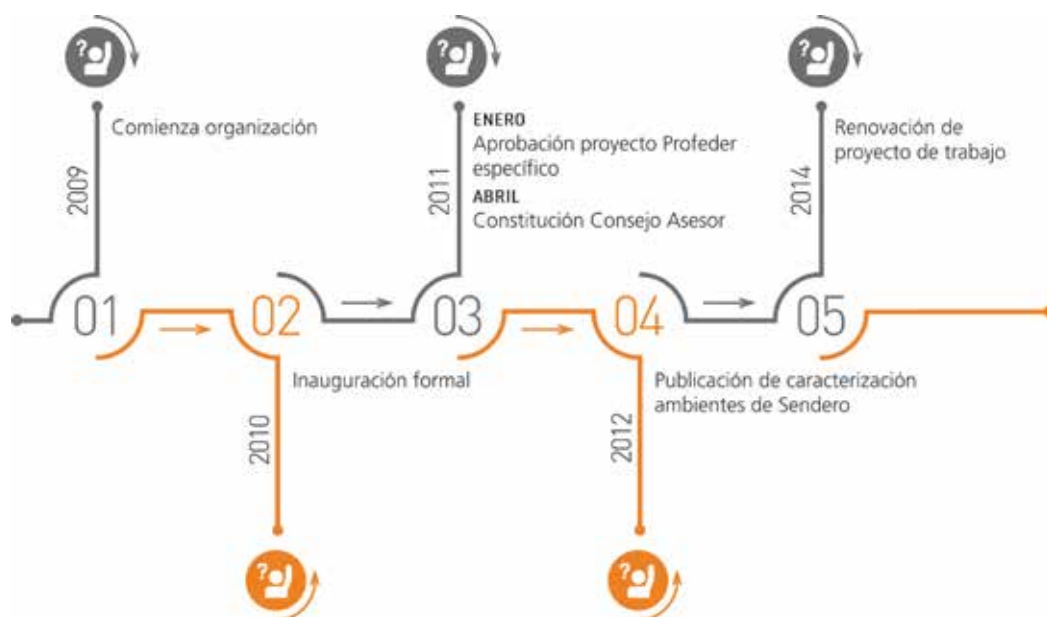 ?
Comienza organización
2009
01
02
Inauguración formal
2010
?
?
ENERO
Aprobación proyecto Profeder
específico
ABRIL
Constitución Consejo Asesor
2011
03
04
Publicación de caracterización
ambientes de Sendero
2012
?
?
Renovación de
proyecto de trabajo
2014
05